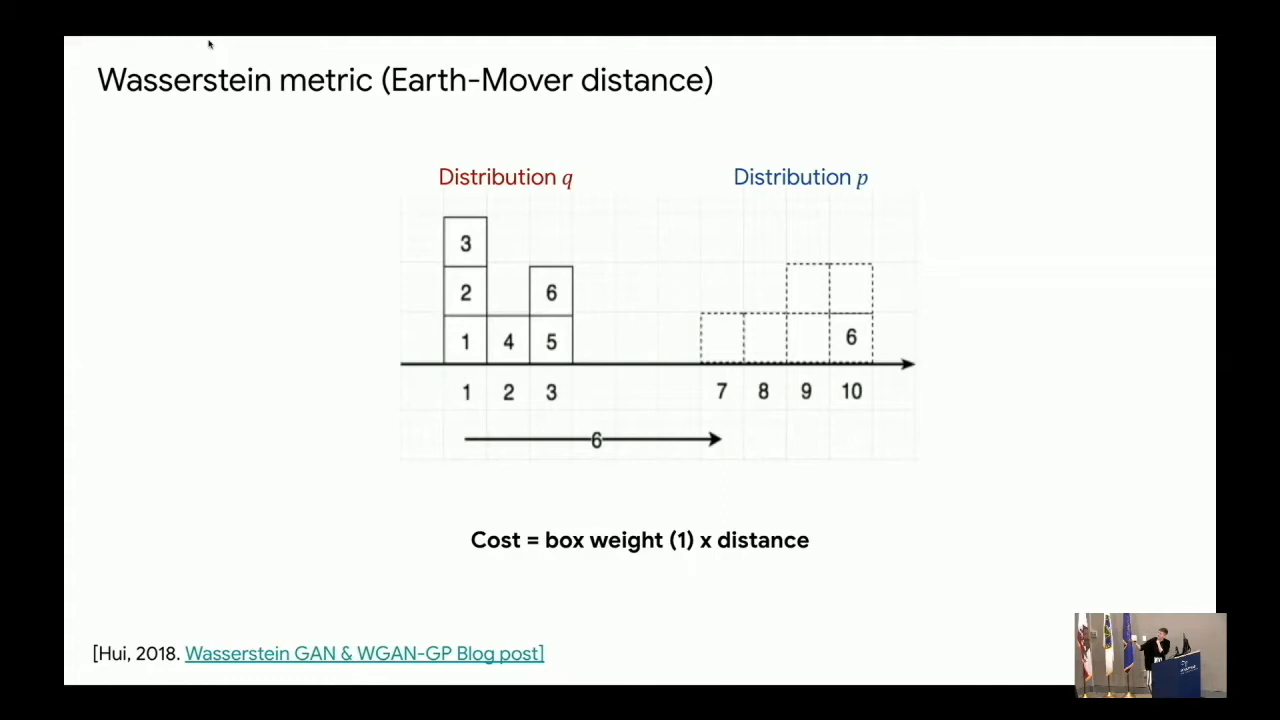 Wasserstein metric (Earth-Mover distance)
Distribution q
Distribution p
3
2
6
1 4 5
6
1 2 3 7 8 9 10
6
Cost = box weight (1) x distance
[Hui, 2018. Wasserstein GAN & WGAN-GP Blog post]